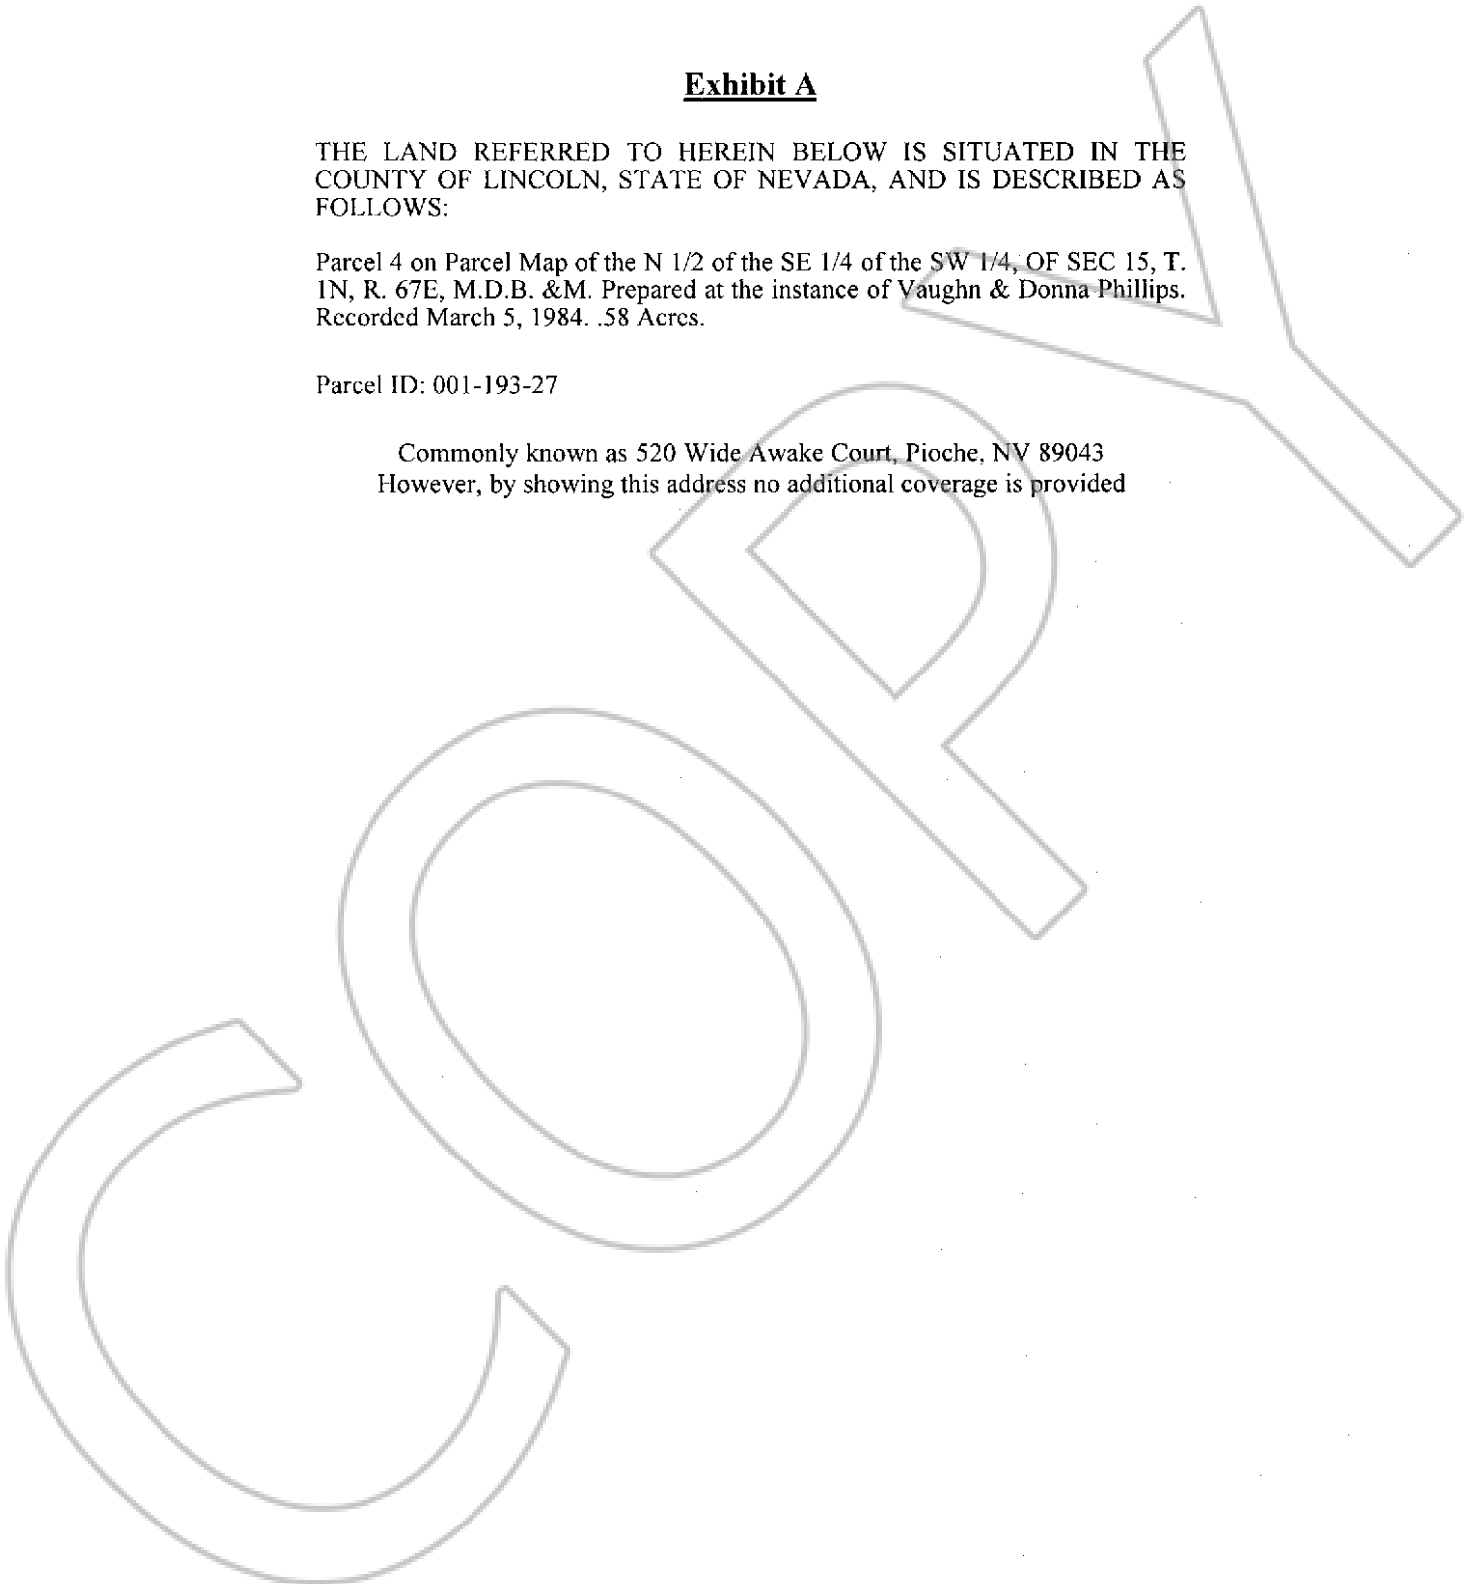 Exhibit A
THE LAND REFERRED TO HEREIN BELOW IS SITUATED IN THE
COUNTY OF LINCOLN, STATE OF NEVADA, AND IS DESCRIBED AS
FOLLOWS:
Parcel 4 on Parcel Map of the N 1/2 of the SE 1/4 of the SW 1/4, OF SEC 15, T.
1N, R. 67E, M.D.B. &M. Prepared at the instance of Vaughn & Donna Phillips.
Recorded March 5, 1984. .58 Acres.
Parcel ID: 001-193-27
Commonly known as 520 Wide Awake Court, Pioche, NV 89043
However, by showing this address no additional coverage is provided
COPY